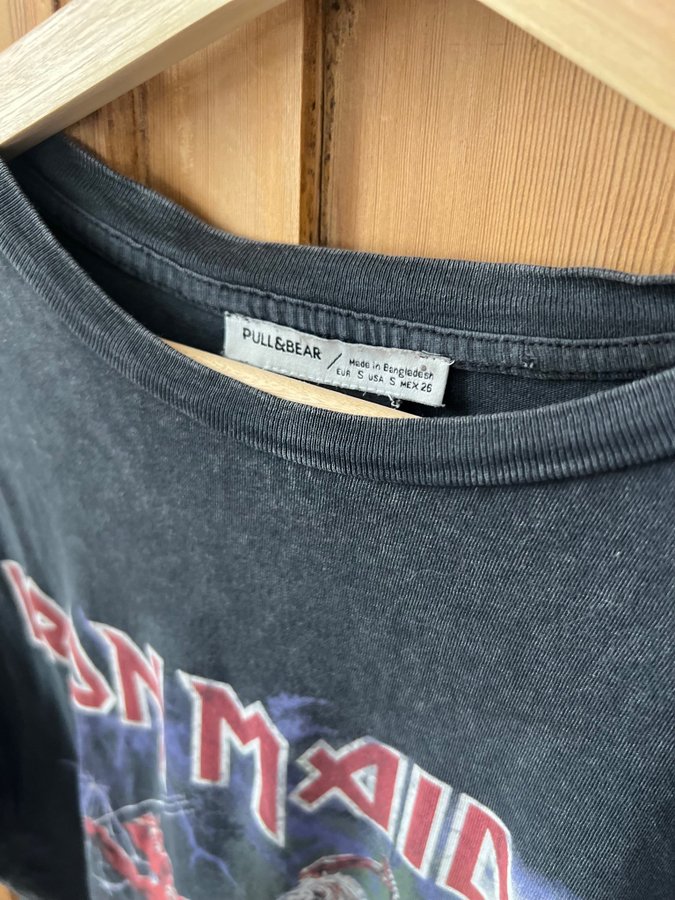 PULL&BEAR / Made in Bangladesh
EUR S USA S MEX 26
IRON MAIDEN